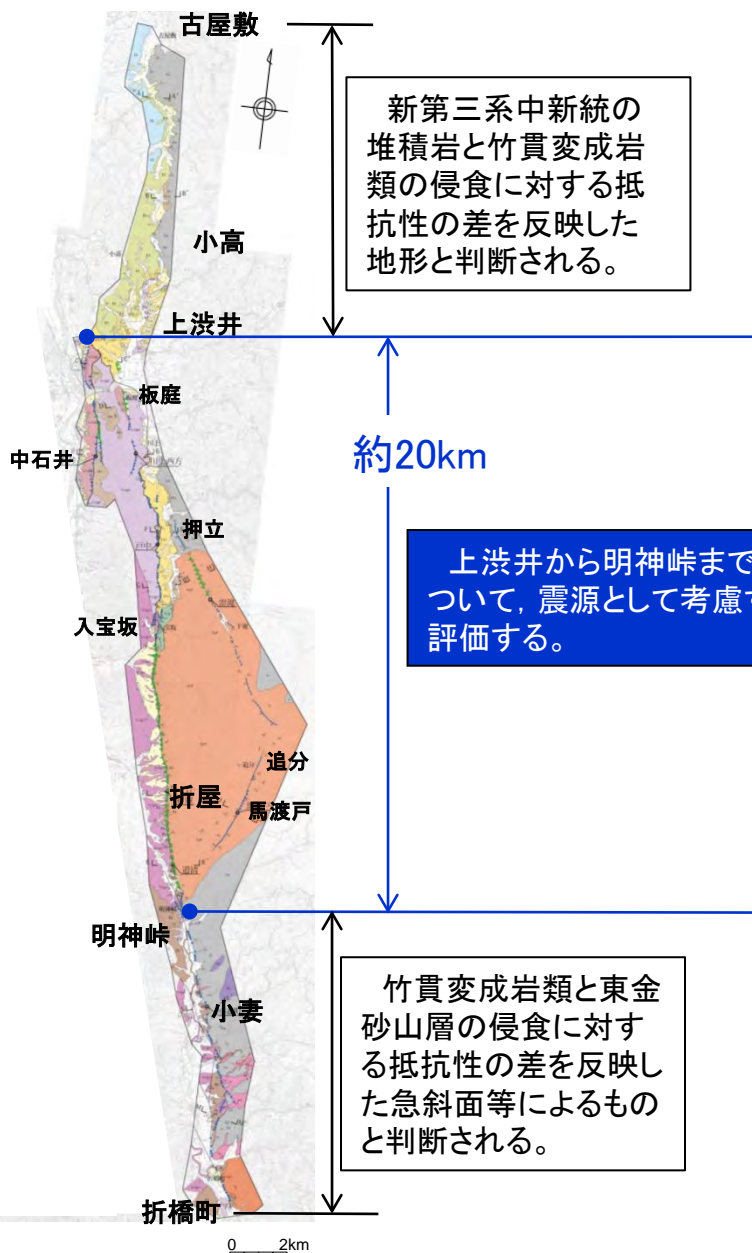 古屋敷
新第三系中新統の
堆積岩と竹貫変成岩
類の侵食に対する抵
抗性の差を反映した
地形と判断される。
小高
上渋井
板庭
中石井
約20km
押立
上渋井から明神峠まで
ついて，震源として考慮
評価する。
入宝坂
追分
折屋
馬渡戸
明神峠
小妻
竹貫変成岩類と東金
砂山層の侵食に対す
る抵抗性の差を反映し
た急斜面等によるもの
と判断される。
折橋町
0 2km